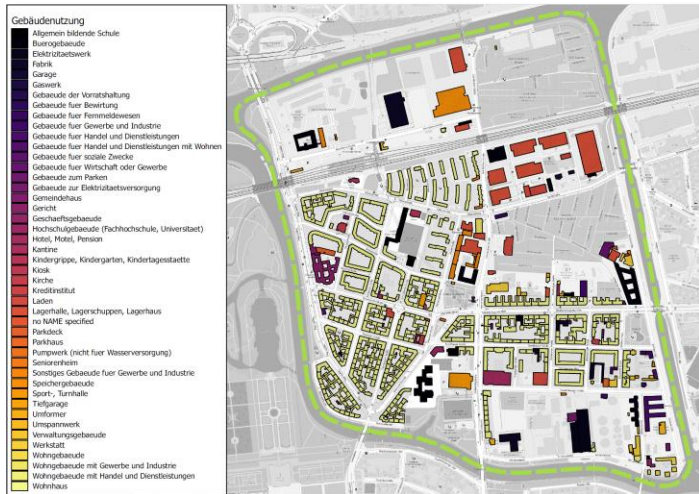 Gebäudenutzung
Allgemein bildende Schule
Buerogebaeude
Elektrizitaetswerk
Fabrik
Garage
Gaswerk
Gebaeude der Vorratshaltung
Gebaeude fuer Bewirtung
Gebaeude fuer Fernmeldewesen
Gebaeude fuer Gewerbe und Industrie
Gebaeude fuer Handel und Dienstleistungen
Gebaeude fuer Handel und Dienstleistungen mit Wohnen
Gebaeude fuer soziale Zwecke
Gebaeude fuer Wirtschaft oder Gewerbe
Gebaeude zum Parken
Gebaeude zur Elektrizitaetsversorgung
Gemeindehaus
Gericht
Geschaeftsgebaeude
Hochschulgebaeude (Fachhochschule, Universitaet)
Hotel, Motel, Pension
Kantine
Kindergrippe, Kindergarten, Kindertagesstaette
Kiosk
Kirche
Kreditinstitut
Laden
Lagerhalle, Lagerschuppen, Lagerhaus
no NAME specified
Parkdeck
Parkhaus
Pumpwerk (nicht fuer Wasserversorgung)
Seniorenheim
Sonstiges Gebaeude fuer Gewerbe und Industrie
Speichergebaeude
Sport-, Turnhalle
Tiefgarage
Umformer
Umspannwerk
Verwaltungsgebaeude
Werkstatt
Wohngebaeude
Wohngebaeude mit Gewerbe und Industrie
Wohngebaeude mit Handel und Dienstleistungen
Wohnhaus